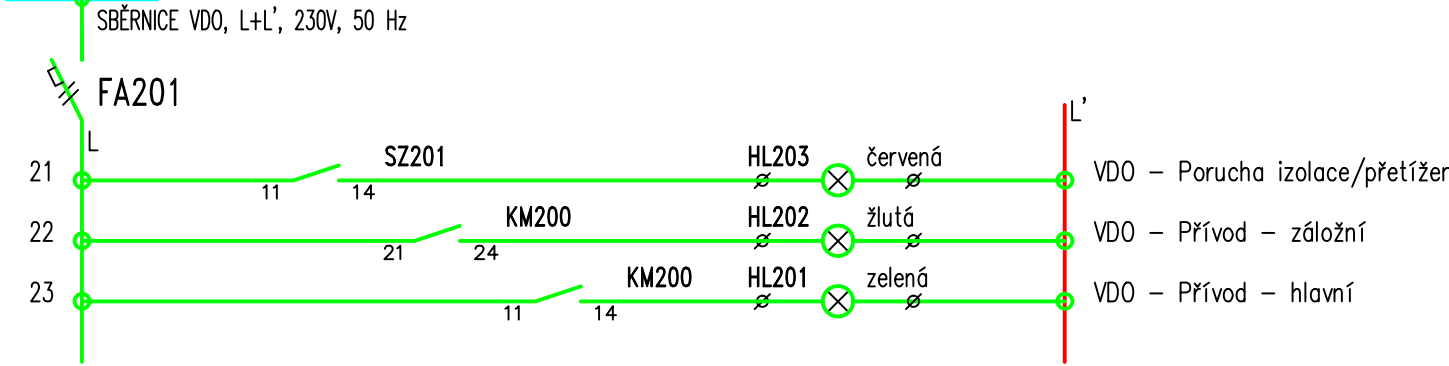 SBĚRNICE VDO, L+L', 230V, 50 Hz
FA201
L
L'
21 11 SZ201 14 HL203 červená VDO – Porucha izolace/přetížer
22 21 KM200 24 HL202 žlutá VDO – Přívod – záložní
23 11 KM200 14 HL201 zelená VDO – Přívod – hlavní